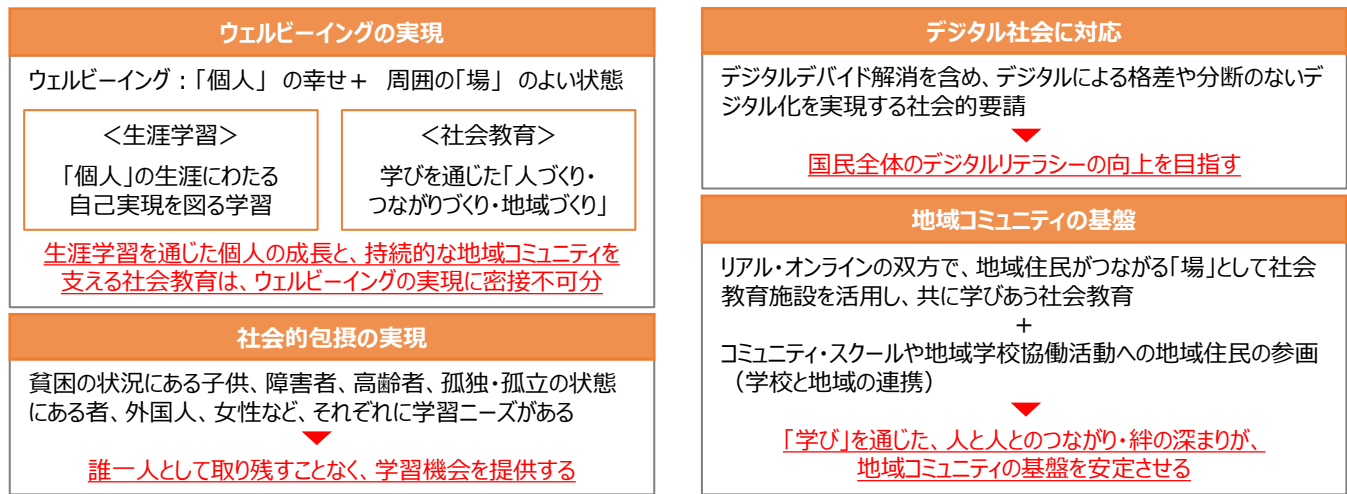 ウェルビーイングの実現
ウェルビーイング：「個人」 の幸せ＋ 周囲の「場」 のよい状態
＜生涯学習＞
「個人」の生涯にわたる
自己実現を図る学習
＜社会教育＞
学びを通じた「人づくり・
つながりづくり・地域づくり」
生涯学習を通じた個人の成長と、持続的な地域コミュニティを
支える社会教育は、ウェルビーイングの実現に密接不可分
社会的包摂の実現
貧困の状況にある子供、障害者、高齢者、孤独・孤立の状態
にある者、外国人、女性など、それぞれに学習ニーズがある
誰一人として取り残すことなく、学習機会を提供する
デジタル社会に対応
デジタルデバイド解消を含め、デジタルによる格差や分断のないデ
ジタル化を実現する社会的要請
国民全体のデジタルリテラシーの向上を目指す
地域コミュニティの基盤
リアル・オンラインの双方で、地域住民がつながる「場」として社会
教育施設を活用し、共に学びあう社会教育
＋
コミュニティ・スクールや地域学校協働活動への地域住民の参画
（学校と地域の連携）
「学び」を通じた、人と人とのつながり・絆の深まりが、
地域コミュニティの基盤を安定させる